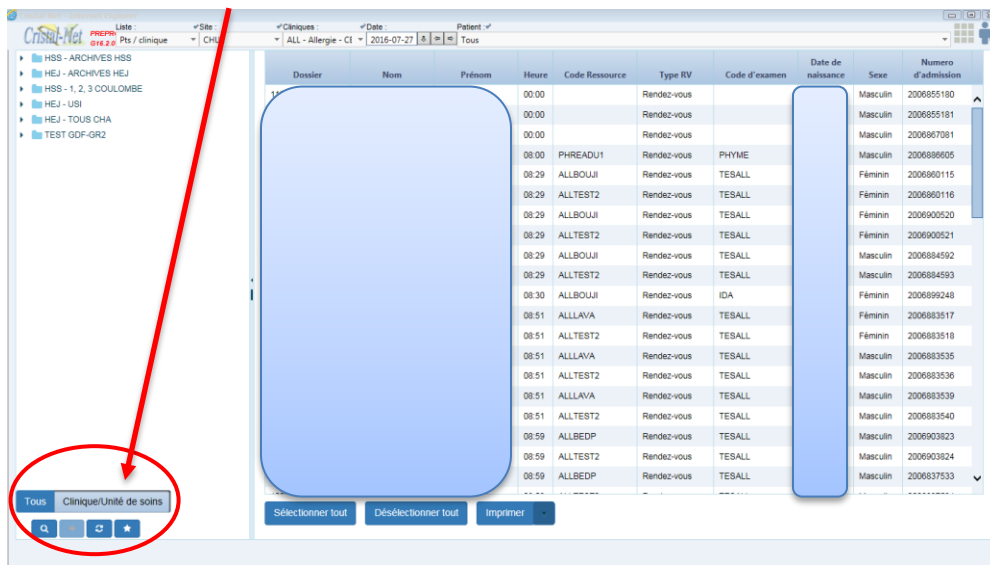 Liste : Site : Cliniques : Date : Patient :
Cristal-Net
G16.2.0 Pts / clinique CHU ALL - Allergie - CE 2016-07-27 Tous
HSS - ARCHIVES HSS
HEJ - ARCHIVES HEJ
HSS - 1, 2, 3 COULOMBE
HEJ - USI
HEJ - TOUS CHA
TEST GDF-GR2
Dossier Nom Prénom Heure Code Ressource Type RV Code d'examen Date de naissance Sexe Numero d'admission
00:00 Rendez-vous Masculin 2006855180
00:00 Rendez-vous Masculin 2006855181
00:00 Rendez-vous Masculin 2006867081
08:00 PHREADU1 Rendez-vous PHYME Masculin 2006886605
08:29 ALLBOUJI Rendez-vous TESALL Féminin 2006860115
08:29 ALLTEST2 Rendez-vous TESALL Féminin 2006860116
08:29 ALLBOUJI Rendez-vous TESALL Féminin 2006900520
08:29 ALLTEST2 Rendez-vous TESALL Féminin 2006900521
08:29 ALLBOUJI Rendez-vous TESALL Masculin 2006884592
08:29 ALLTEST2 Rendez-vous TESALL Masculin 2006884593
08:30 ALLBOUJI Rendez-vous IDA Féminin 2006899248
08:51 ALLLAVA Rendez-vous TESALL Féminin 2006883517
08:51 ALLTEST2 Rendez-vous TESALL Féminin 2006883518
08:51 ALLLAVA Rendez-vous TESALL Masculin 2006883535
08:51 ALLTEST2 Rendez-vous TESALL Masculin 2006883536
08:51 ALLLAVA Rendez-vous TESALL Masculin 2006883539
08:51 ALLTEST2 Rendez-vous TESALL Masculin 2006883540
08:59 ALLBEDP Rendez-vous TESALL Masculin 2006903823
08:59 ALLTEST2 Rendez-vous TESALL Masculin 2006903824
08:59 ALLBEDP Rendez-vous TESALL Masculin 2006837533
Tous Clinique/Unité de soins
Sélectionner tout Désélectionner tout Imprimer